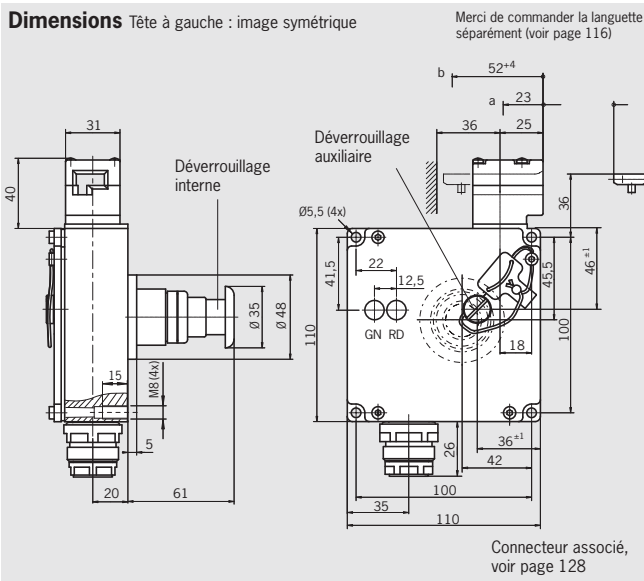 Dimensions Tête à gauche : image symétrique
Merci de commander la languette
séparément (voir page 116)
b
52+4
a
23
31
36
25
Déverrouillage
auxiliaire
Déverrouillage
interne
40
36
Ø5,5 (4x)
22
12,5
41,5
45,5
46±1
110
100
GN RD
18
Ø 35
Ø 48
15
M8 (4x)
5
26
36±1
42
20
61
35
100
110
Connecteur associé,
voir page 128